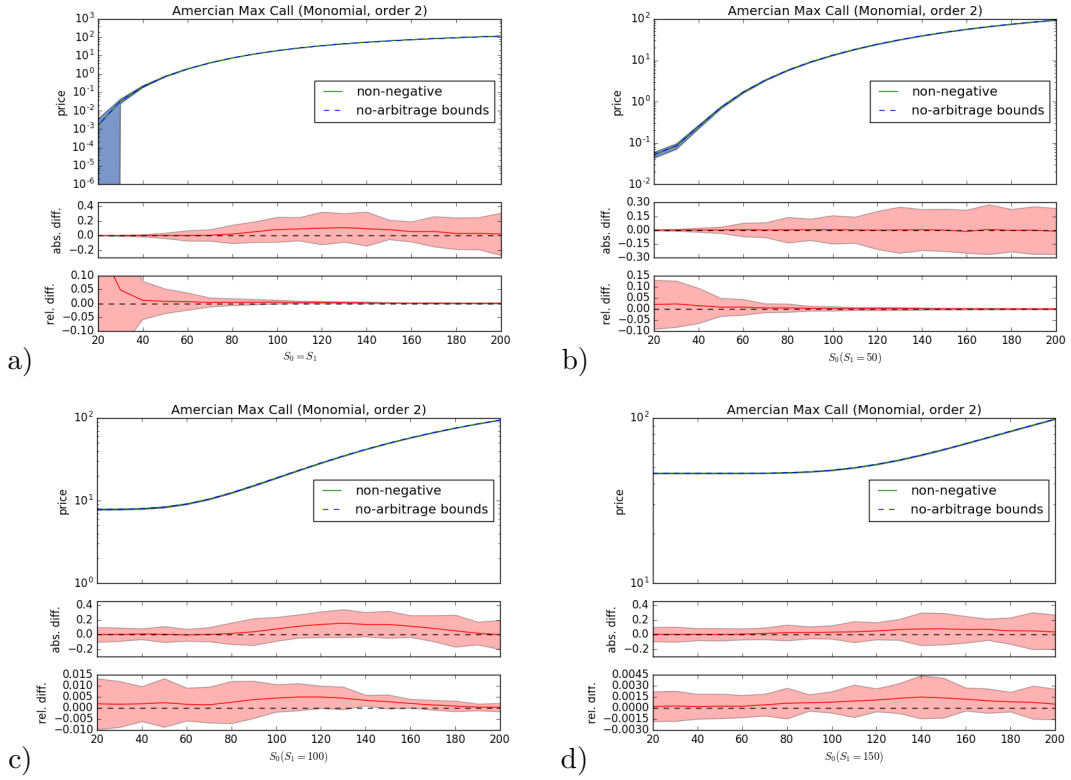 Amercian Max Call (Monomial, order 2)
10^3
10^2
10^1
10^0
10^-1
10^-2
10^-3
10^-4
10^-5
10^-6
price
non-negative
no-arbitrage bounds
0.4
0.2
0.0
−0.2
abs. diff.
0.10
0.05
0.00
−0.05
−0.10
rel. diff.
20 40 60 80 100 120 140 160 180 200
S_0 = S_1
a)
Amercian Max Call (Monomial, order 2)
10^2
10^1
10^0
10^-1
10^-2
price
non-negative
no-arbitrage bounds
0.30
0.15
0.00
−0.15
−0.30
abs. diff.
0.15
0.10
0.05
0.00
−0.05
−0.10
rel. diff.
20 40 60 80 100 120 140 160 180 200
S_0(S_1 = 50)
b)
Amercian Max Call (Monomial, order 2)
10^2
10^1
10^0
price
non-negative
no-arbitrage bounds
0.4
0.2
0.0
−0.2
abs. diff.
0.015
0.010
0.005
0.000
−0.005
−0.010
rel. diff.
20 40 60 80 100 120 140 160 180 200
S_0(S_1 = 100)
c)
Amercian Max Call (Monomial, order 2)
10^2
10^1
price
non-negative
no-arbitrage bounds
0.4
0.2
0.0
−0.2
abs. diff.
0.0045
0.0030
0.0015
0.0000
−0.0015
−0.0030
rel. diff.
20 40 60 80 100 120 140 160 180 200
S_0(S_1 = 150)
d)